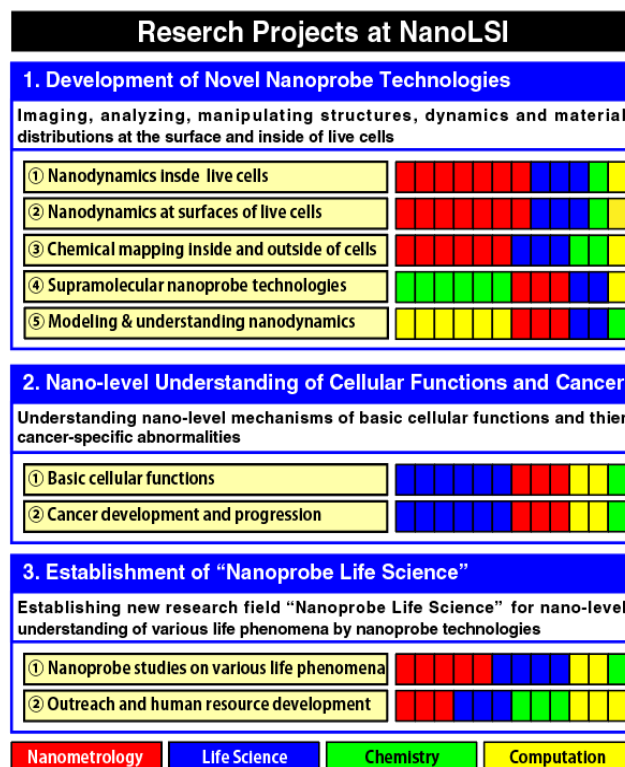 Reserch Projects at NanoLSI
1. Development of Novel Nanoprobe Technologies
Imaging, analyzing, manipulating structures, dynamics and material
distributions at the surface and inside of live cells
① Nanodynamics insde live cells
② Nanodynamics at surfaces of live cells
③ Chemical mapping inside and outside of cells
④ Supramolecular nanoprobe technologies
⑤ Modeling & understanding nanodynamics
2. Nano-level Understanding of Cellular Functions and Cancer
Understanding nano-level mechanisms of basic cellular functions and thier
cancer-specific abnormalities
① Basic cellular functions
② Cancer development and progression
3. Establishment of “Nanoprobe Life Science”
Establishing new research field “Nanoprobe Life Science” for nano-level
understanding of various life phenomena by nanoprobe technologies
① Nanoprobe studies on various life phenomena
② Outreach and human resource development
Nanometrology Life Science Chemistry Computation